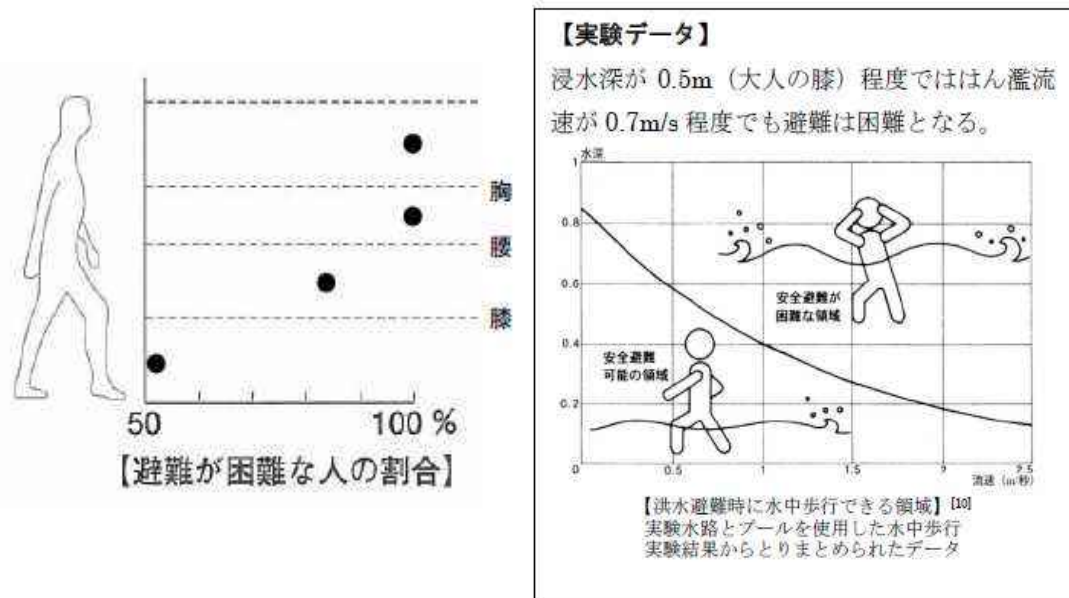 胸
腰
膝
50
100 %
【避難が困難な人の割合】
【実験データ】
浸水深が 0.5m(大人の膝)程度でははん濫流
速が 0.7m/s 程度でも避難は困難となる。
水深
1
0.8
0.6
0.4
0.2
0
0.5
1
1.5
2
2.5
流速(m/秒)
安全避難が
困難な領域
安全避難
可能の領域
【洪水避難時に水中歩行できる領域】[10]
実験水路とプールを使用した水中歩行
実験結果からとりまとめられたデータ